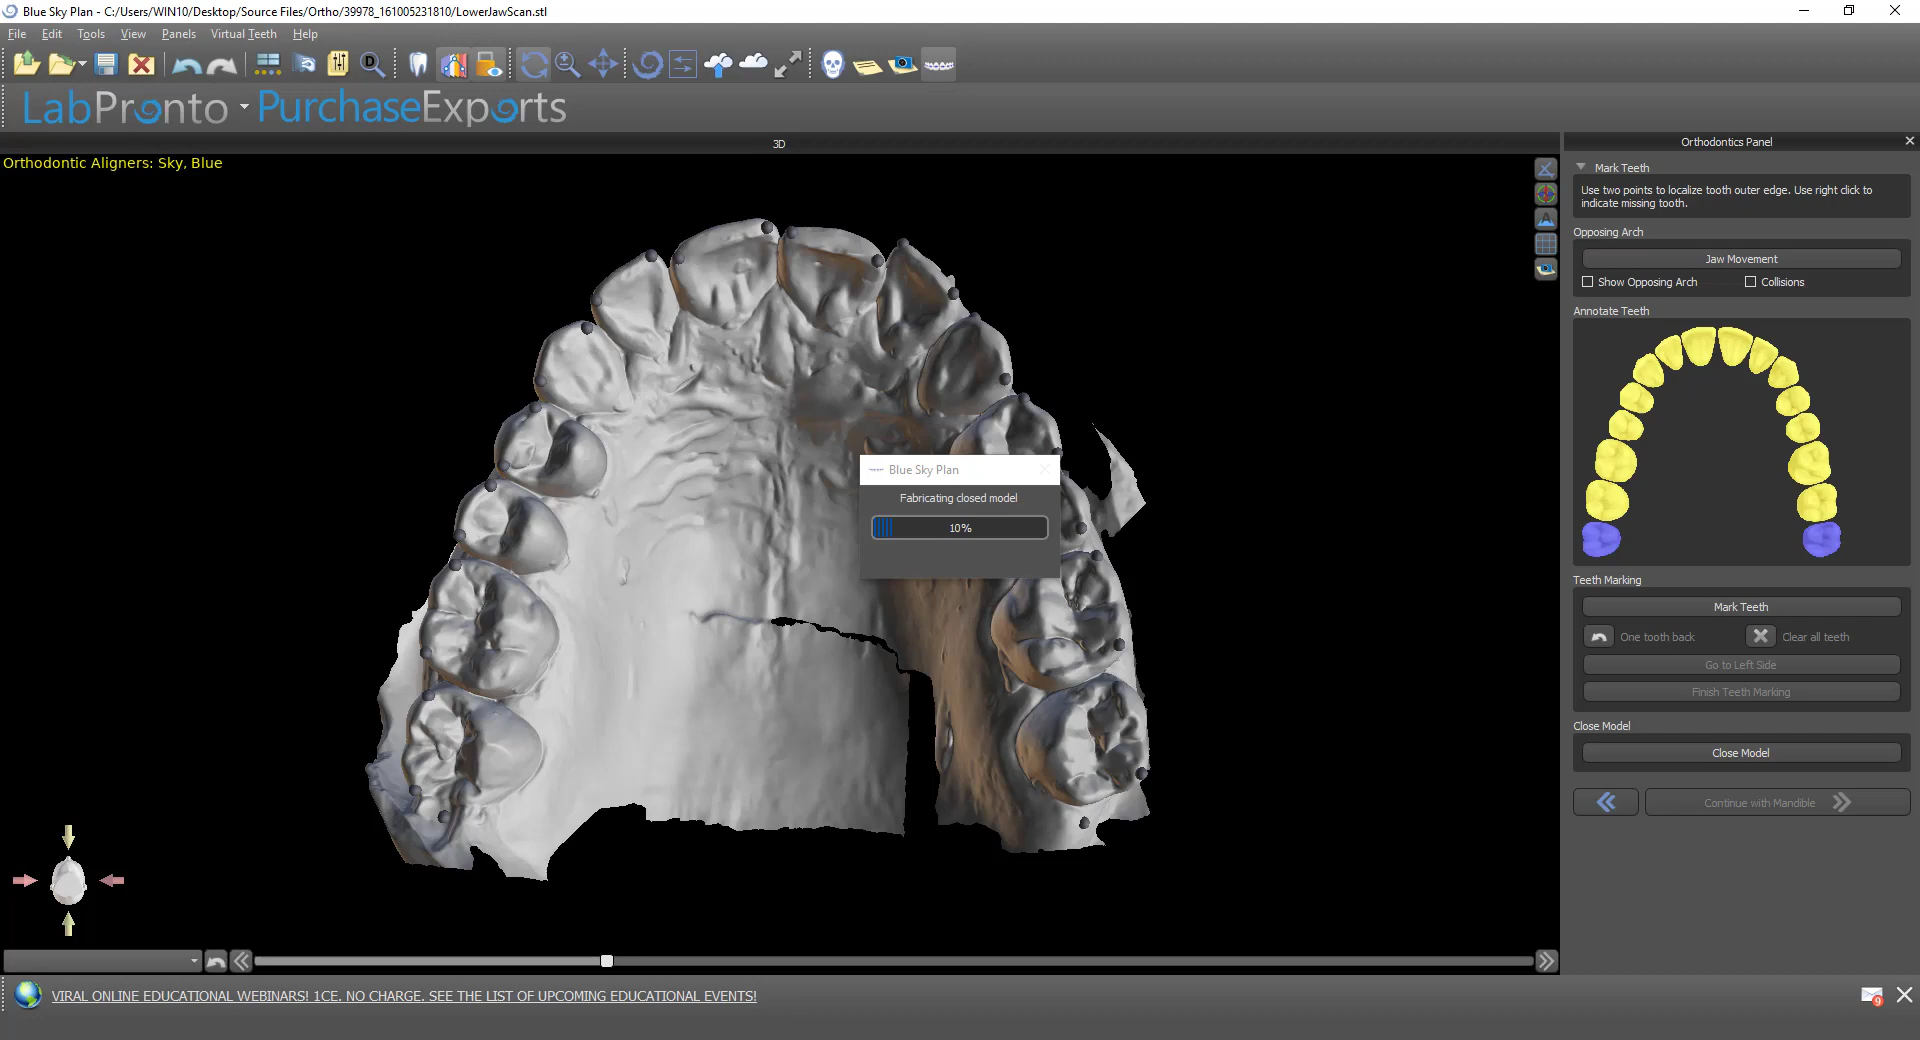 Blue Sky Plan - C:/Users/WIN10/Desktop/Source Files/Ortho/39978_161005231810/LowerJawScan.stl
File Edit Tools View Panels Virtual Teeth Help
D
LabPronto PurchaseExports
3D
Orthodontic Aligners: Sky, Blue
Orthodontics Panel
Mark Teeth
Use two points to localize tooth outer edge. Use right click to
indicate missing tooth.
Opposing Arch
Jaw Movement
Show Opposing Arch Collisions
Annotate Teeth
Blue Sky Plan
Fabricating closed model
10%
Teeth Marking
Mark Teeth
One tooth back Clear all teeth
Go to Left Side
Finish Teeth Marking
Close Model
Close Model
Continue with Mandible
VIRAL ONLINE EDUCATIONAL WEBINARS! 1CE. NO CHARGE. SEE THE LIST OF UPCOMING EDUCATIONAL EVENTS!
9